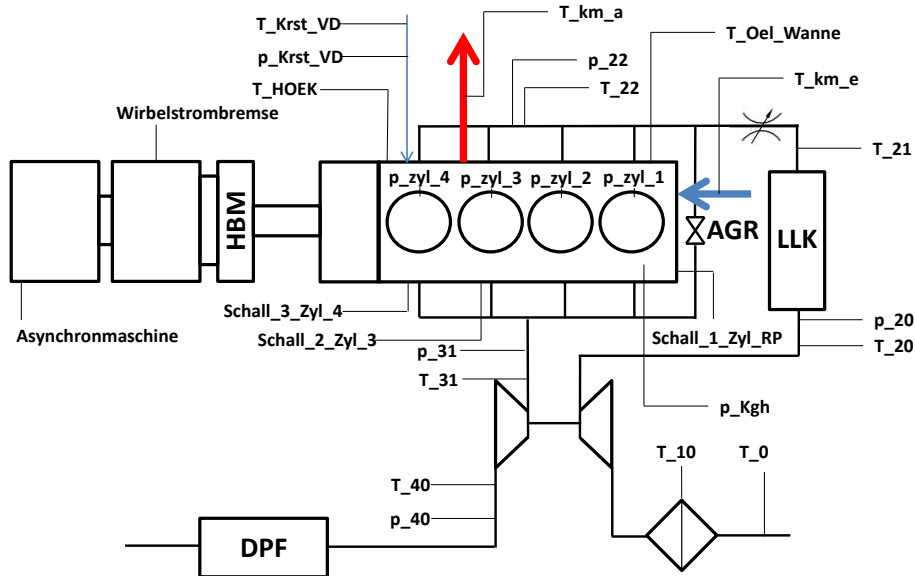 T_Krst_VD
T_km_a
T_Oel_Wanne
p_Krst_VD
p_22
T_HOEK
T_22
T_km_e
Wirbelstrombremse
T_21
p_zyl_4
p_zyl_3
p_zyl_2
p_zyl_1
HBM
AGR
LLK
Schall_3_Zyl_4
Asynchronmaschine
Schall_2_Zyl_3
Schall_1_Zyl_RP
p_20
p_31
T_20
T_31
p_Kgh
T_10
T_0
T_40
p_40
DPF